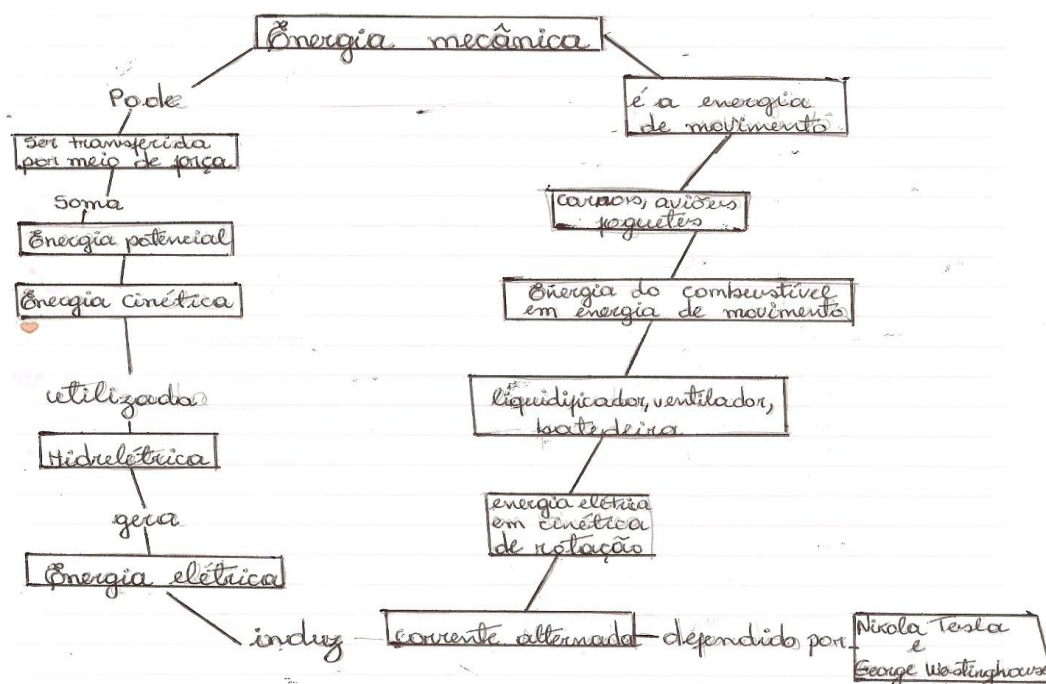 Energia mecânica
Pode
Ser transferida
por meio de força
Soma
Energia potencial
Energia cinética
utilizada
Hidrelétrica
gera
Energia elétrica
induz
é a energia
de movimento
carros, aviões
foguetes
Energia do combustível
em energia de movimento
liquidificador, ventilador,
batedeira
energia elétrica
em cinética
de rotação
corrente alternada
defendido por
Nikola Tesla
e
George Westinghouse